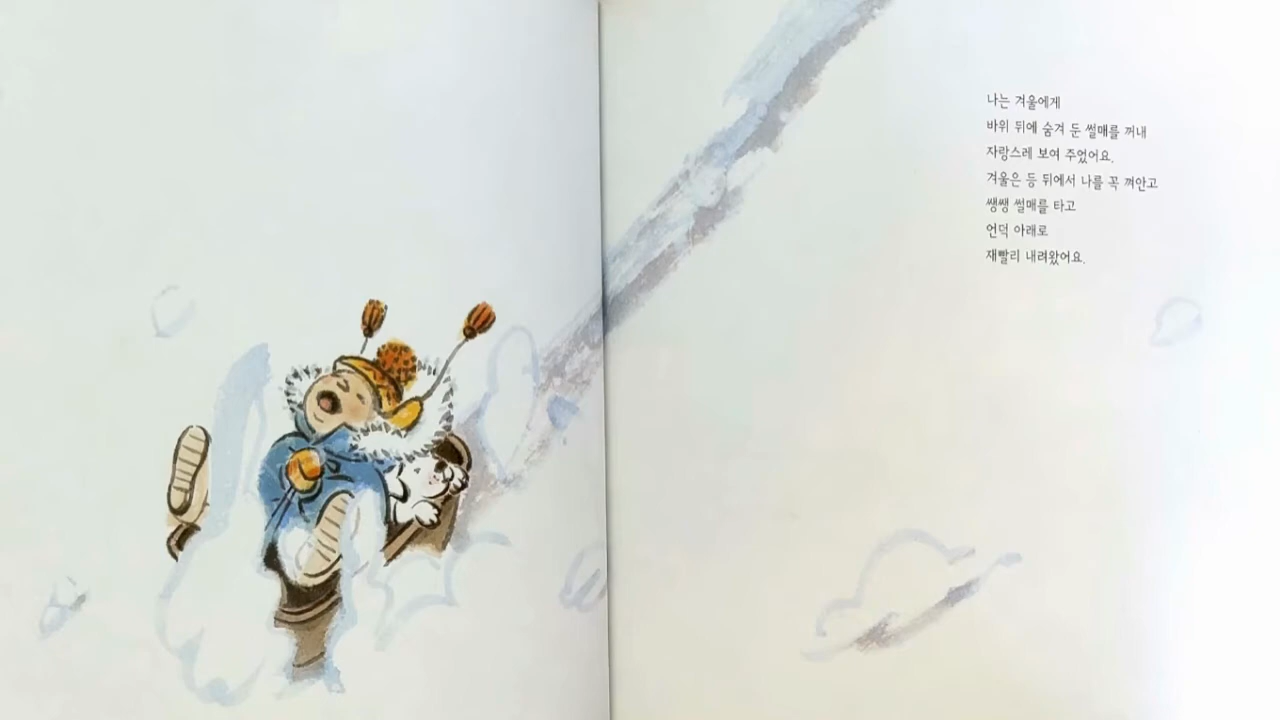 나는 겨울에게
바위 뒤에 숨겨 둔 썰매를 꺼내
자랑스레 보여 주었어요.
겨울은 등 뒤에서 나를 꼭 껴안고
쌩쌩 썰매를 타고
언덕 아래로
재빨리 내려왔어요.